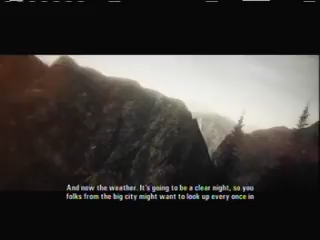 And now the weather. It's going to be a clear night, so you
folks from the big city might want to look up every once in